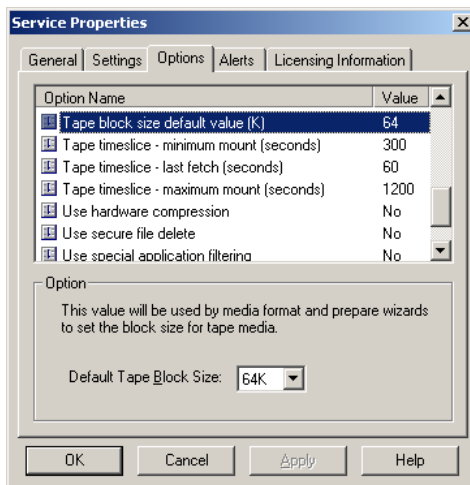 Service Properties
General Settings Options Alerts Licensing Information
Option Name Value
Tape block size default value (K) 64
Tape timeslice - minimum mount (seconds) 300
Tape timeslice - last fetch (seconds) 60
Tape timeslice - maximum mount (seconds) 1200
Use hardware compression No
Use secure file delete No
Use special application filtering No
Option
This value will be used by media format and prepare wizards
to set the block size for tape media.
Default Tape Block Size: 64K
OK Cancel Apply Help